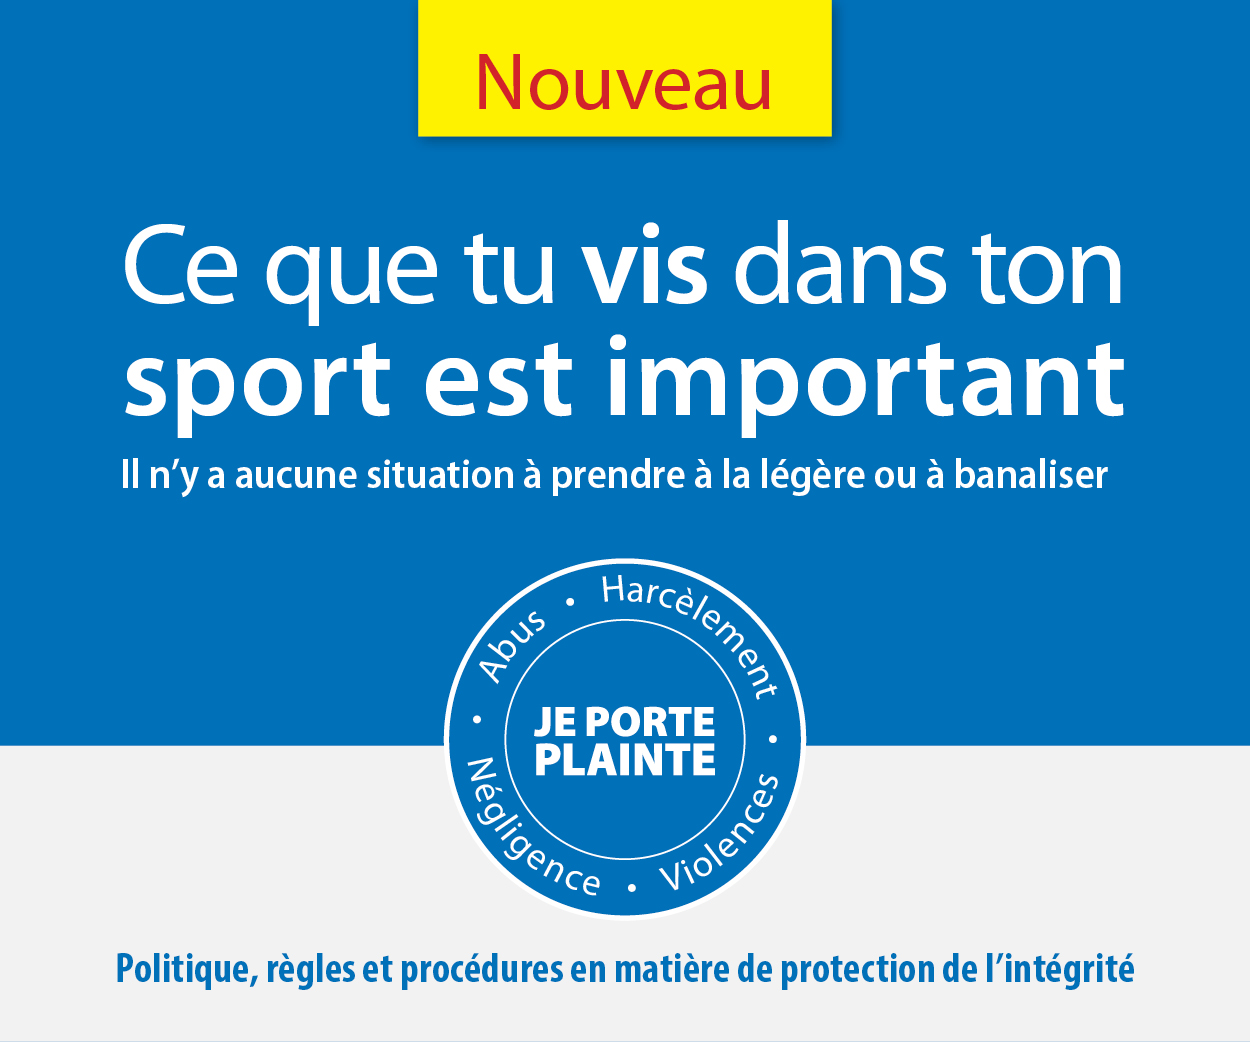 Nouveau
Ce que tu vis dans ton
sport est important
Il n’y a aucune situation à prendre à la légère ou à banaliser
Abus • Harcèlement • Violences • Négligence •
JE PORTE
PLAINTE
Politique, règles et procédures en matière de protection de l’intégrité